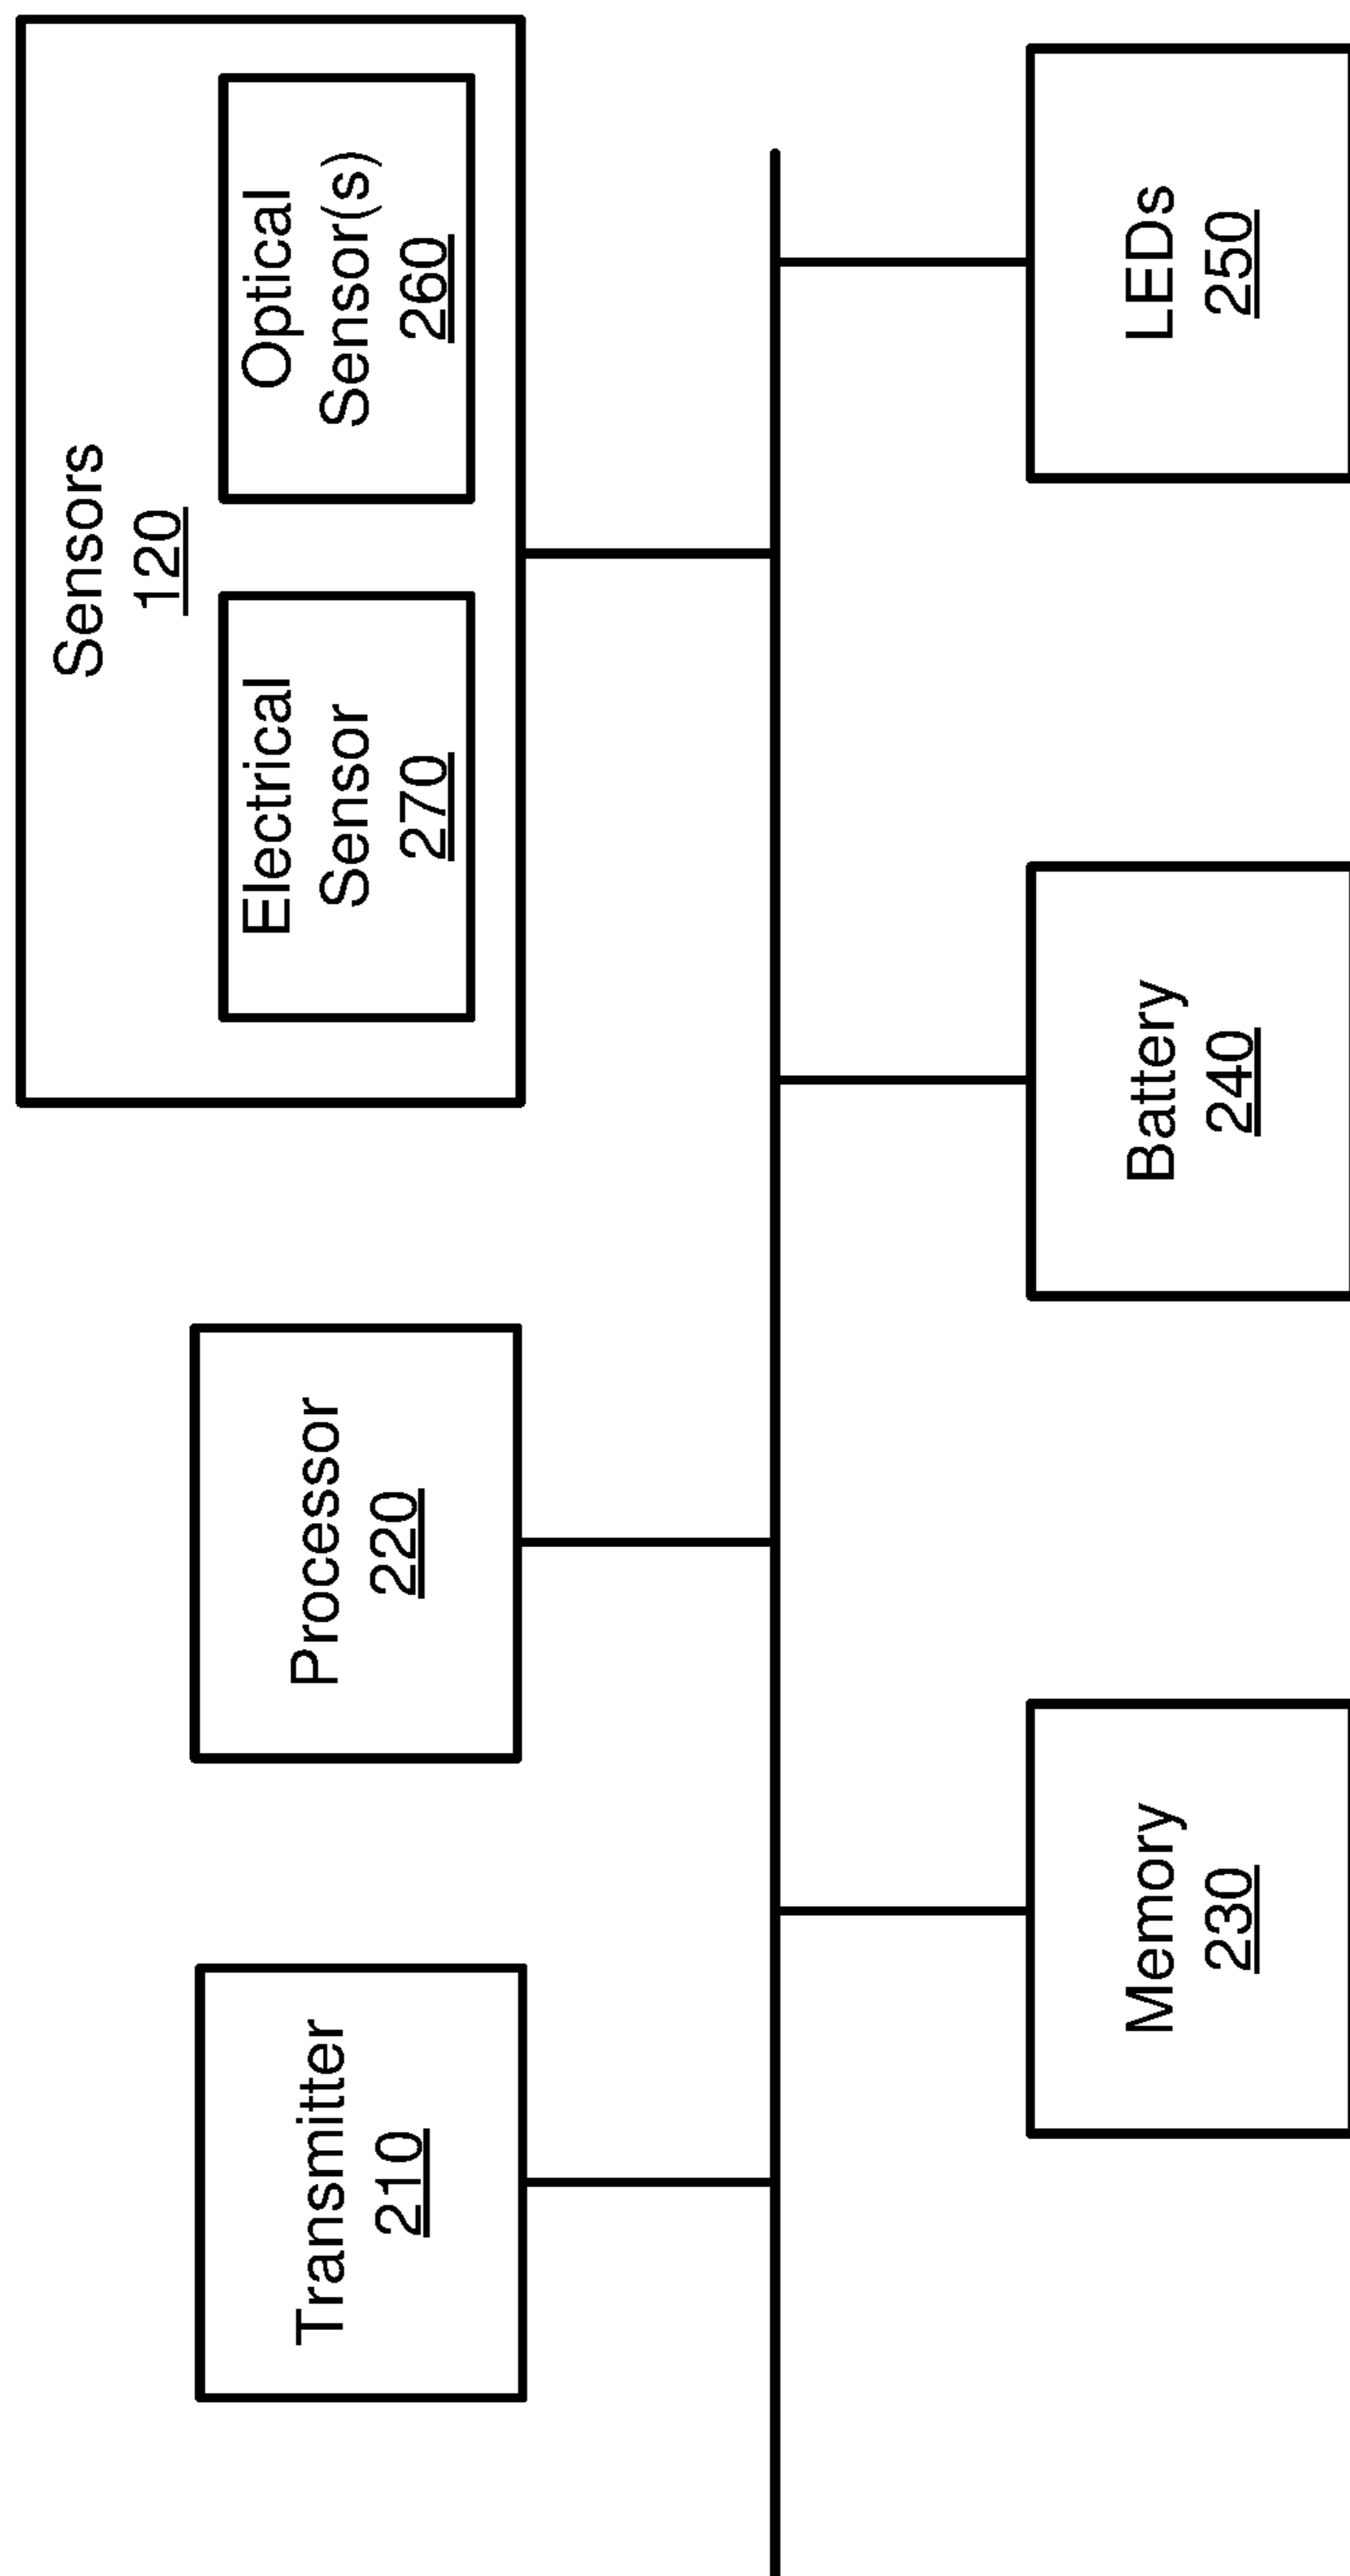 Transmitter
210
Processor
220
Sensors
120
Electrical
Sensor
270
Optical
Sensor(s)
260
Memory
230
Battery
240
LEDs
250